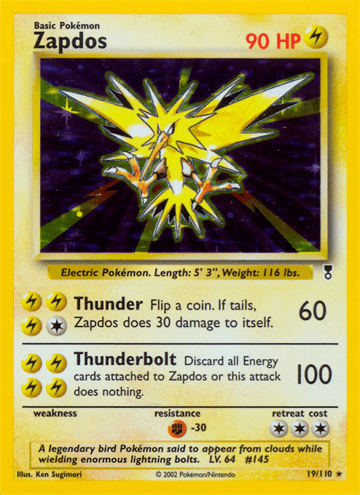 Basic Pokémon
Zapdos
90 HP
Electric Pokémon. Length: 5' 3", Weight: 116 lbs.
Thunder Flip a coin. If tails,
Zapdos does 30 damage to itself.
60
Thunderbolt Discard all Energy
cards attached to Zapdos or this attack
does nothing.
100
weakness
resistance
retreat cost
-30
A legendary bird Pokémon said to appear from clouds while
wielding enormous lightning bolts. LV. 64 #145
Illus. Ken Sugimori
© 2002 Pokémon/Nintendo
19/110 ★